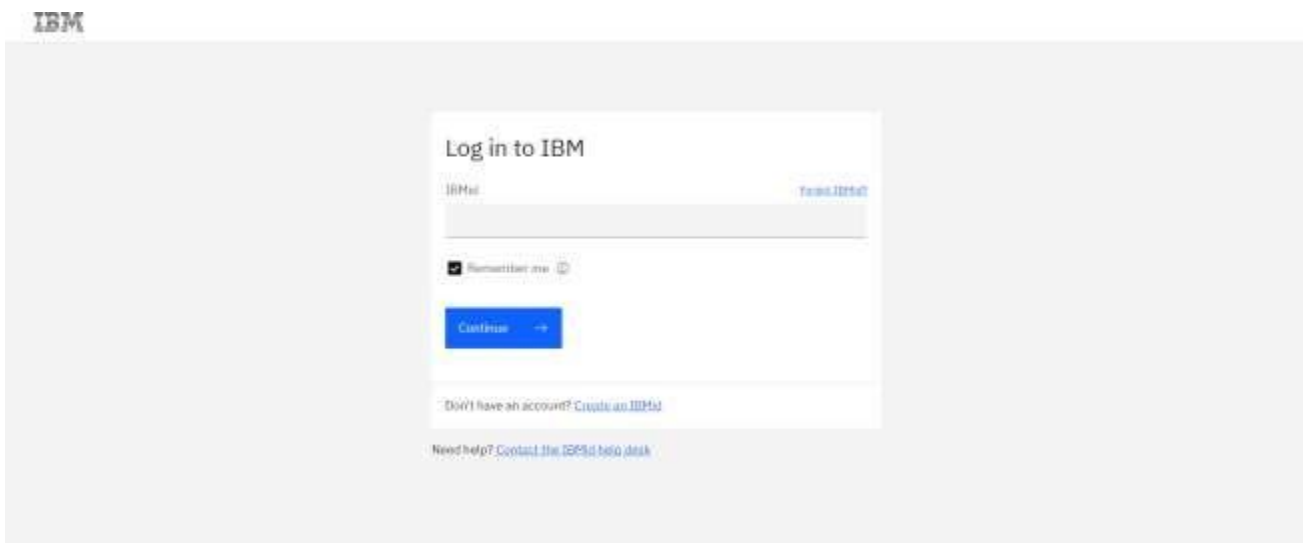 IBM
Log in to IBM
IBMid
Forgot IBMid?
Remember me
Continue →
Don't have an account? Create an IBMid
Need help? Contact the IBMid help desk